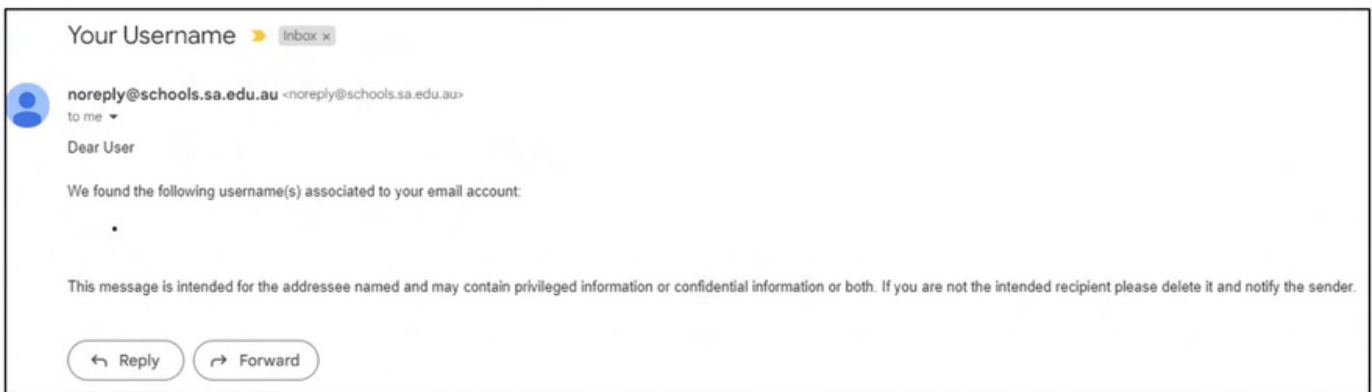 Your Username Inbox x
noreply@schools.sa.edu.au <noreply@schools.sa.edu.au>
to me
Dear User
We found the following username(s) associated to your email account:
•
This message is intended for the addressee named and may contain privileged information or confidential information or both. If you are not the intended recipient please delete it and notify the sender.
Reply Forward